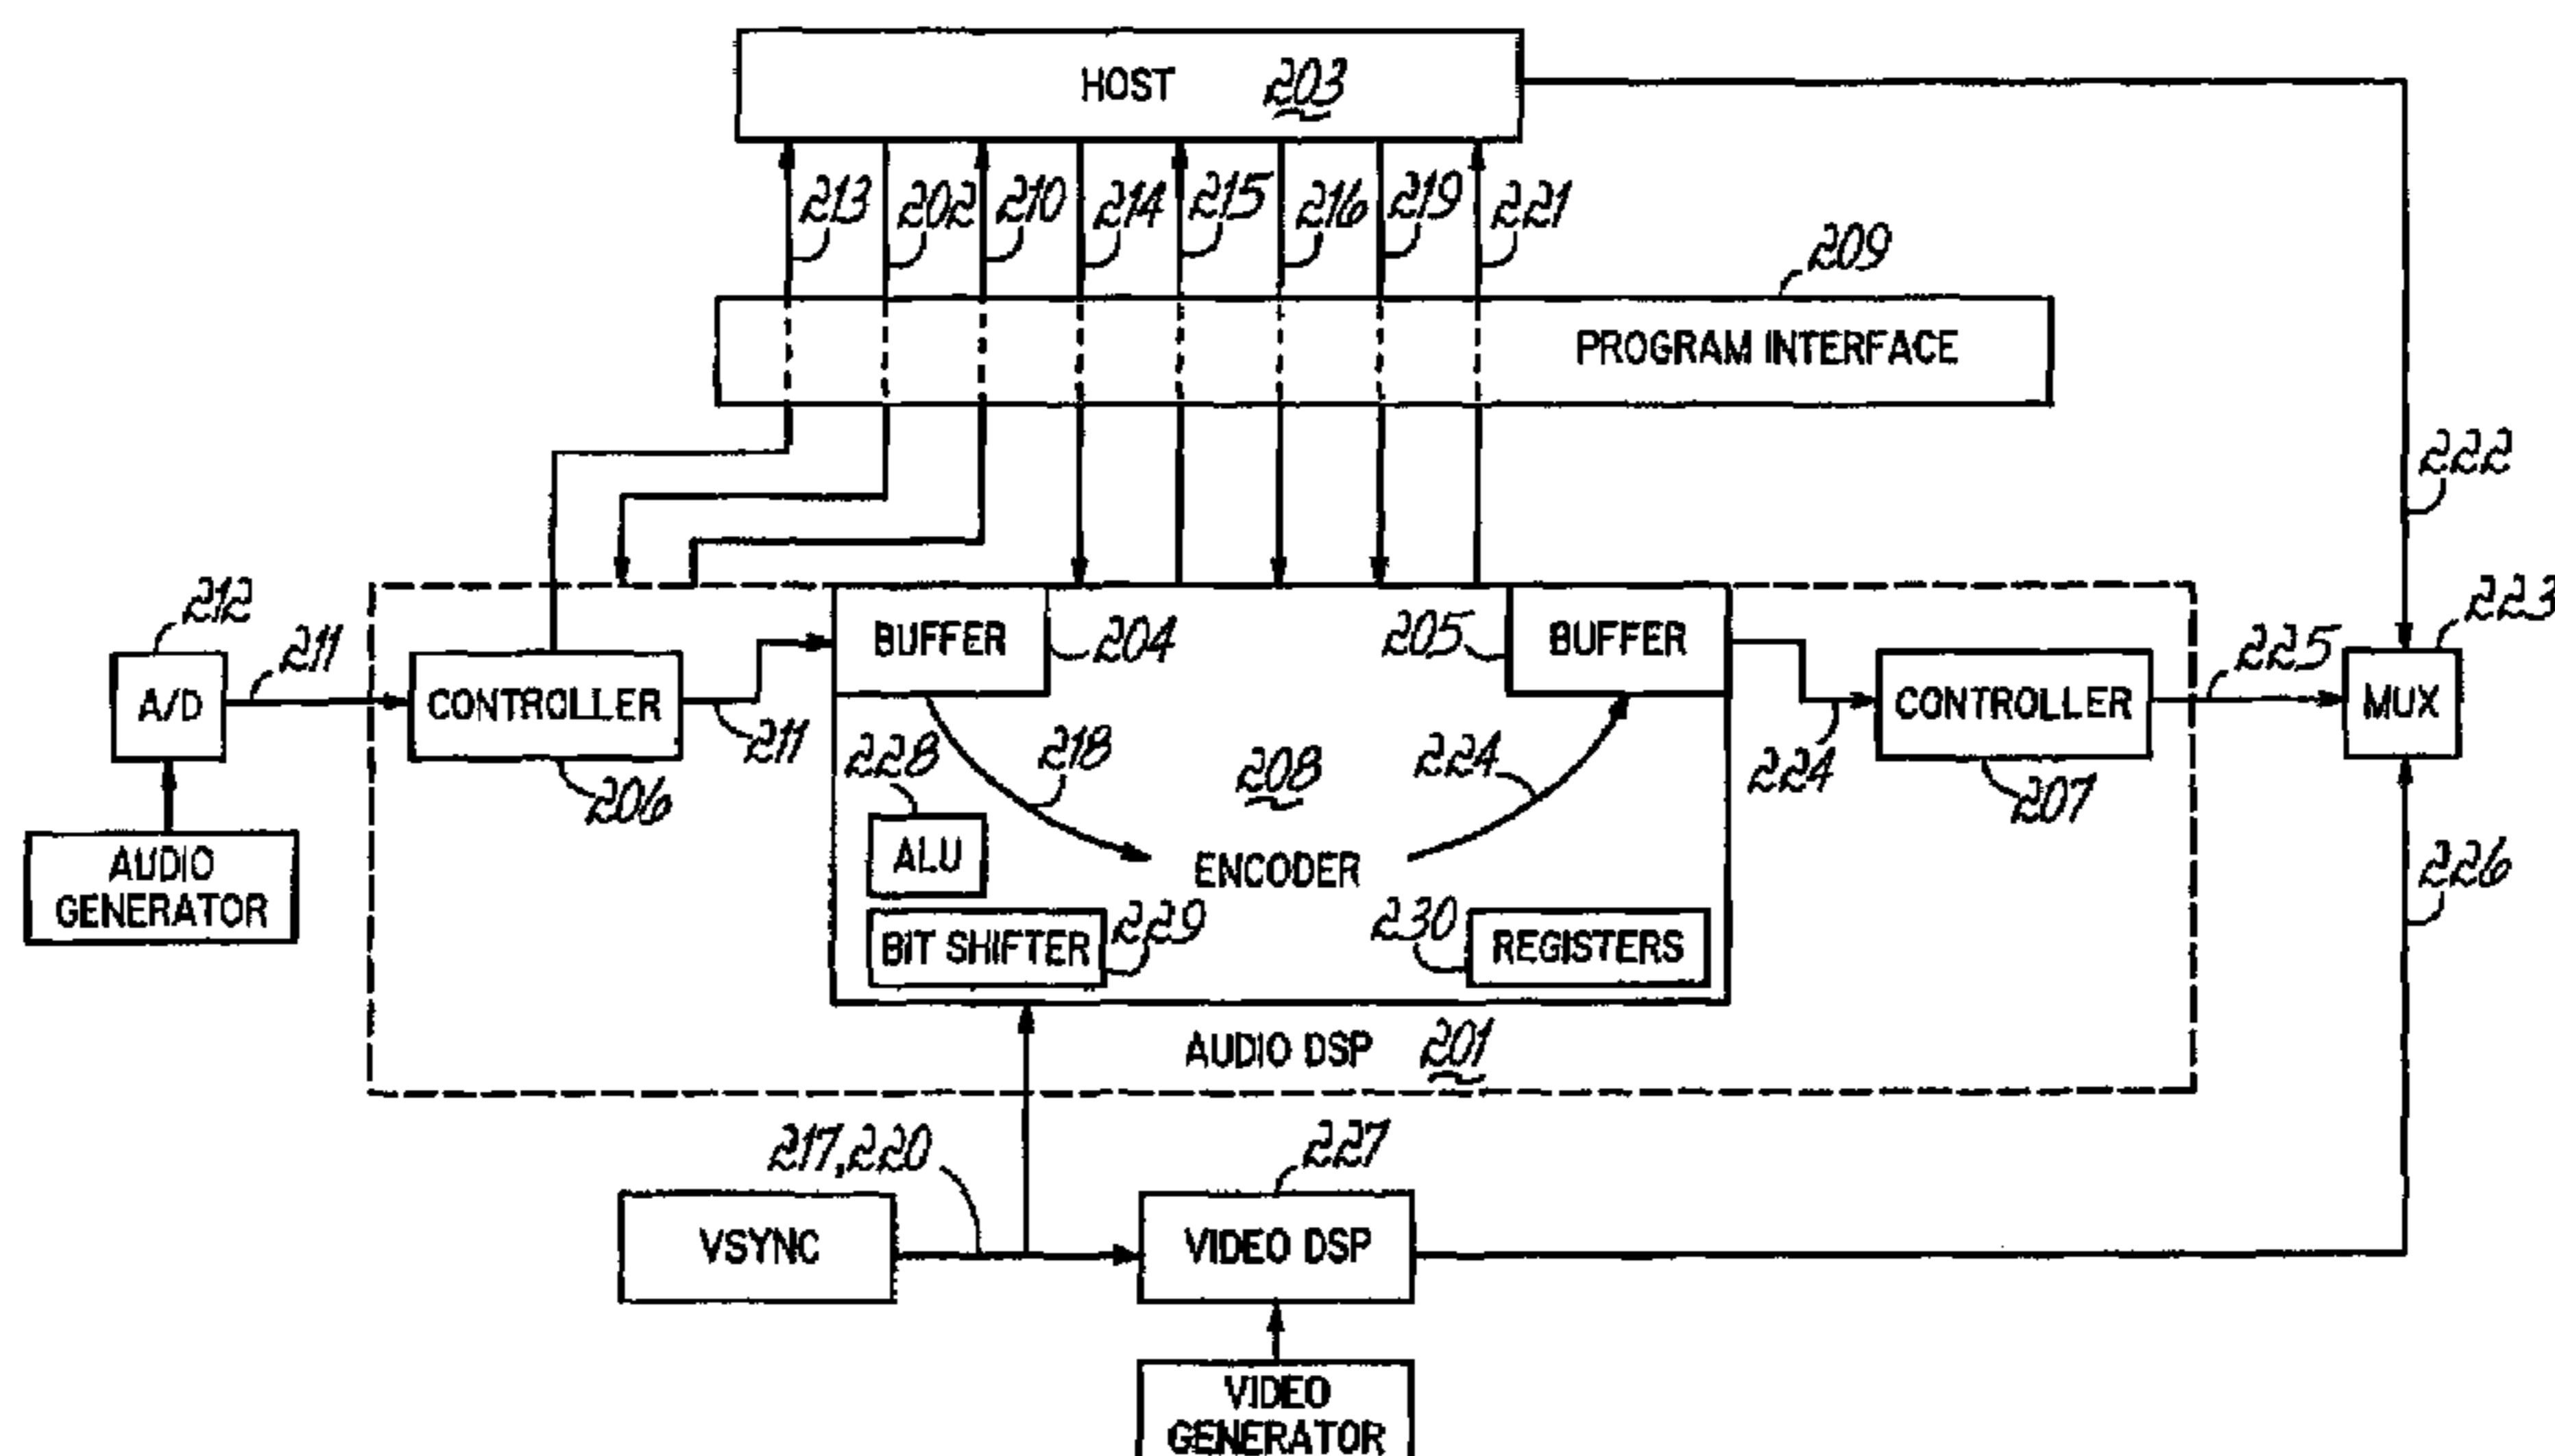 HOST 203
213 202 210 214 215 216 219 221
209
PROGRAM INTERFACE
222
212
211
A/D
CONTROLLER
206
211
BUFFER
204
205
BUFFER
224
CONTROLLER
207
225
223
MUX
AUDIO
GENERATOR
228
218
208
224
ALU
ENCODER
BIT SHIFTER
229
230
REGISTERS
226
AUDIO DSP 201
217,220
227
VSYNC
VIDEO DSP
VIDEO
GENERATOR